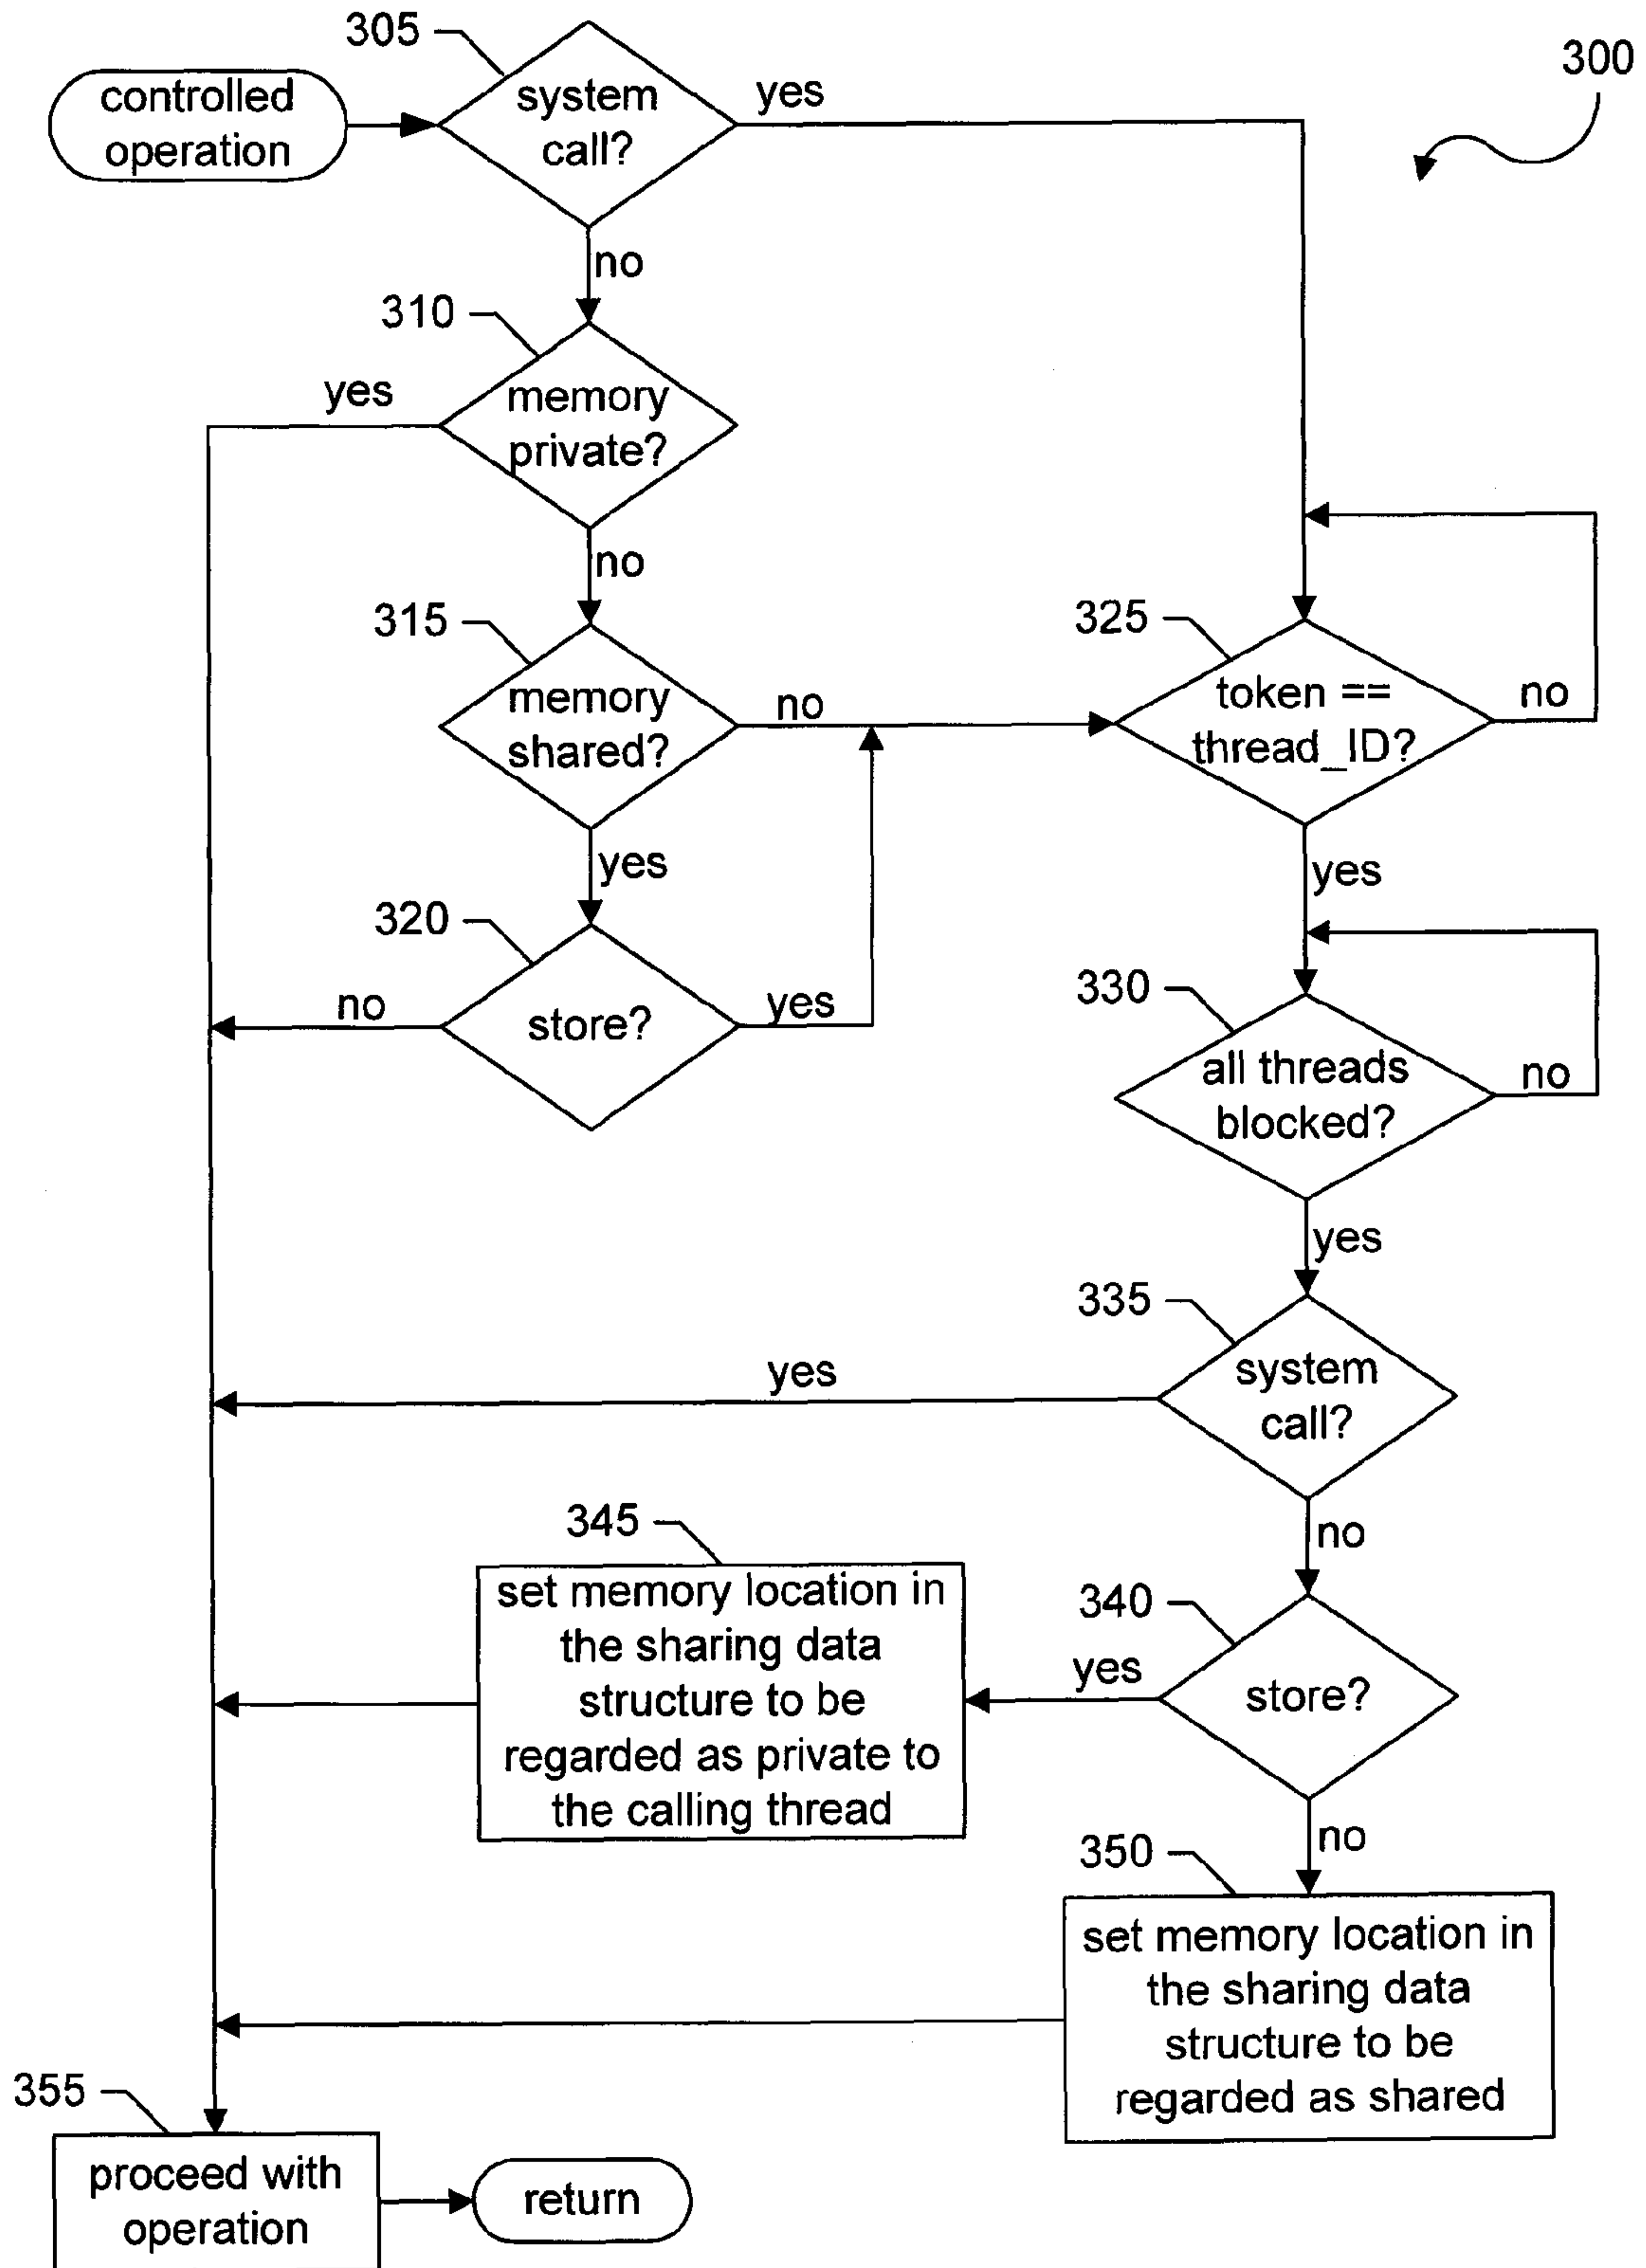 305
300
controlled
operation
system
call?
yes
no
310
yes
memory
private?
no
315
325
memory
shared?
no
token ==
thread_ID?
no
yes
yes
320
330
no
store?
yes
all threads
blocked?
no
yes
335
yes
system
call?
no
345
set memory location in
the sharing data
structure to be
regarded as private to
the calling thread
340
yes
store?
no
350
set memory location in
the sharing data
structure to be
regarded as shared
355
proceed with
operation
return